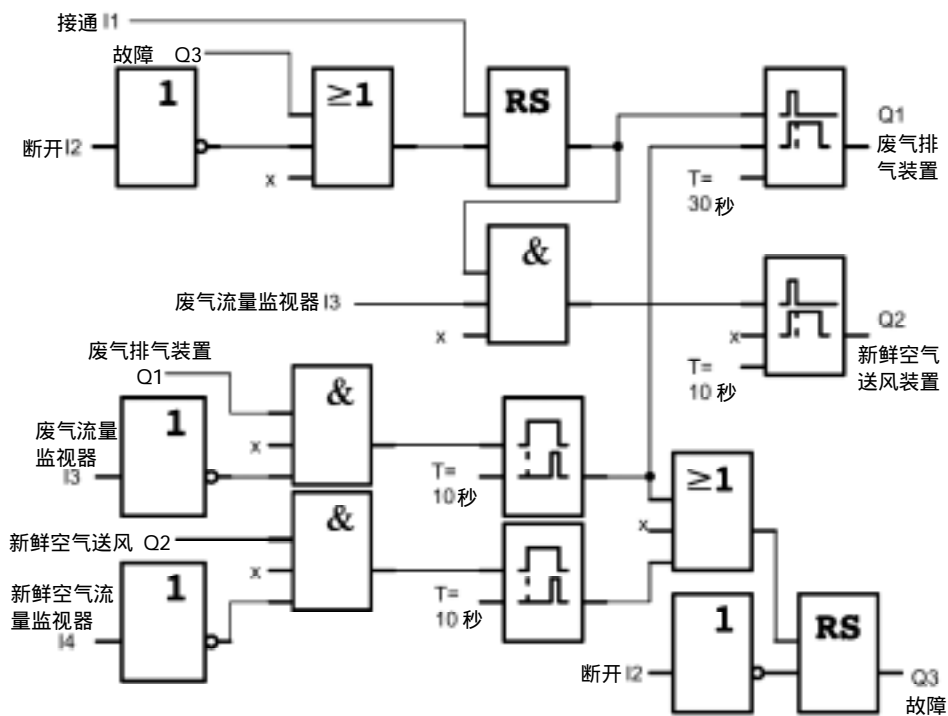 接通 I1
故障 Q3
1
≥1
RS
Q1
断开 I2
废气排
气装置
x
T=
30 秒
&
废气流量监视器 I3
x
Q2
x
新鲜空气
送风装置
T=
10 秒
废气排气装置
Q1
&
1
废气流量
监视器
I3
x
T=
10 秒
≥1
x
&
新鲜空气送风 Q2
x
1
新鲜空气流
量监视器
I4
T=
10 秒
1
RS
断开 I2
Q3
故障